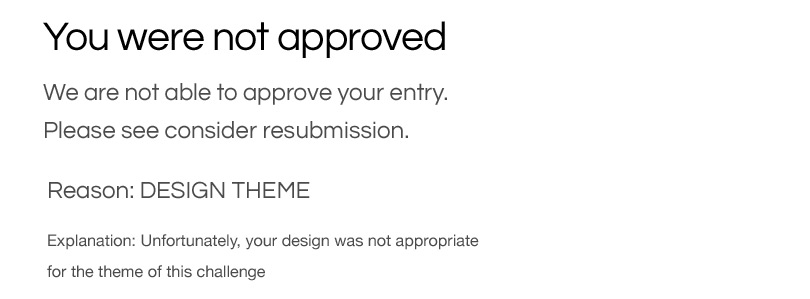 You were not approved
We are not able to approve your entry.
Please see consider resubmission.
Reason: DESIGN THEME
Explanation: Unfortunately, your design was not appropriate
for the theme of this challenge